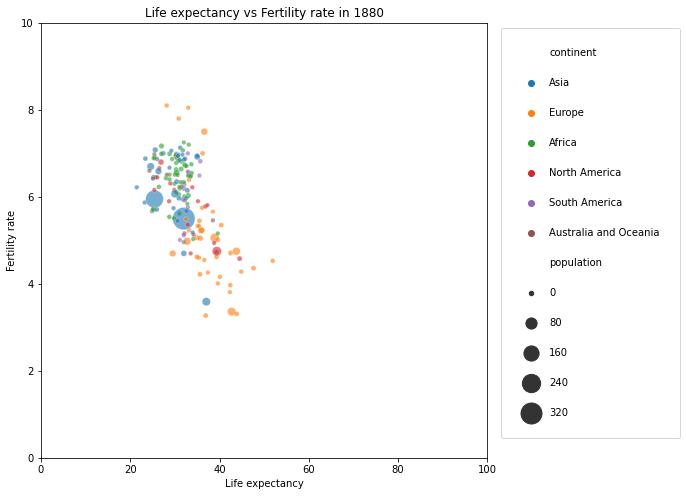 Life expectancy vs Fertility rate in 1880
10
8
6
4
2
0
Fertility rate
0 20 40 60 80 100
Life expectancy
continent
Asia
Europe
Africa
North America
South America
Australia and Oceania
population
0
80
160
240
320